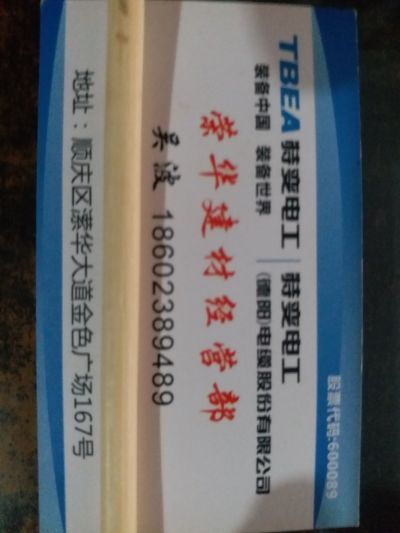 TBEA 特变电工 | 特变电工
装备中国 装备世界
(德阳)电缆股份有限公司
股票代码:600089
荣华建材经营部
吴波 18602389489
地址:顺庆区潆华大道金色广场167号